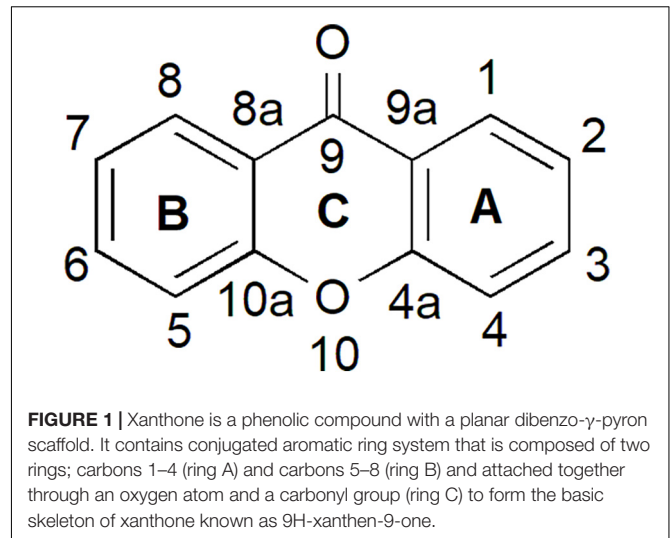 O
8
1
8a
9a
7
2
9
B
C
A
6
3
10a
O
4a
5
4
10
FIGURE 1 | Xanthone is a phenolic compound with a planar dibenzo-γ-pyron
scaffold. It contains conjugated aromatic ring system that is composed of two
rings; carbons 1–4 (ring A) and carbons 5–8 (ring B) and attached together
through an oxygen atom and a carbonyl group (ring C) to form the basic
skeleton of xanthone known as 9H-xanthen-9-one.